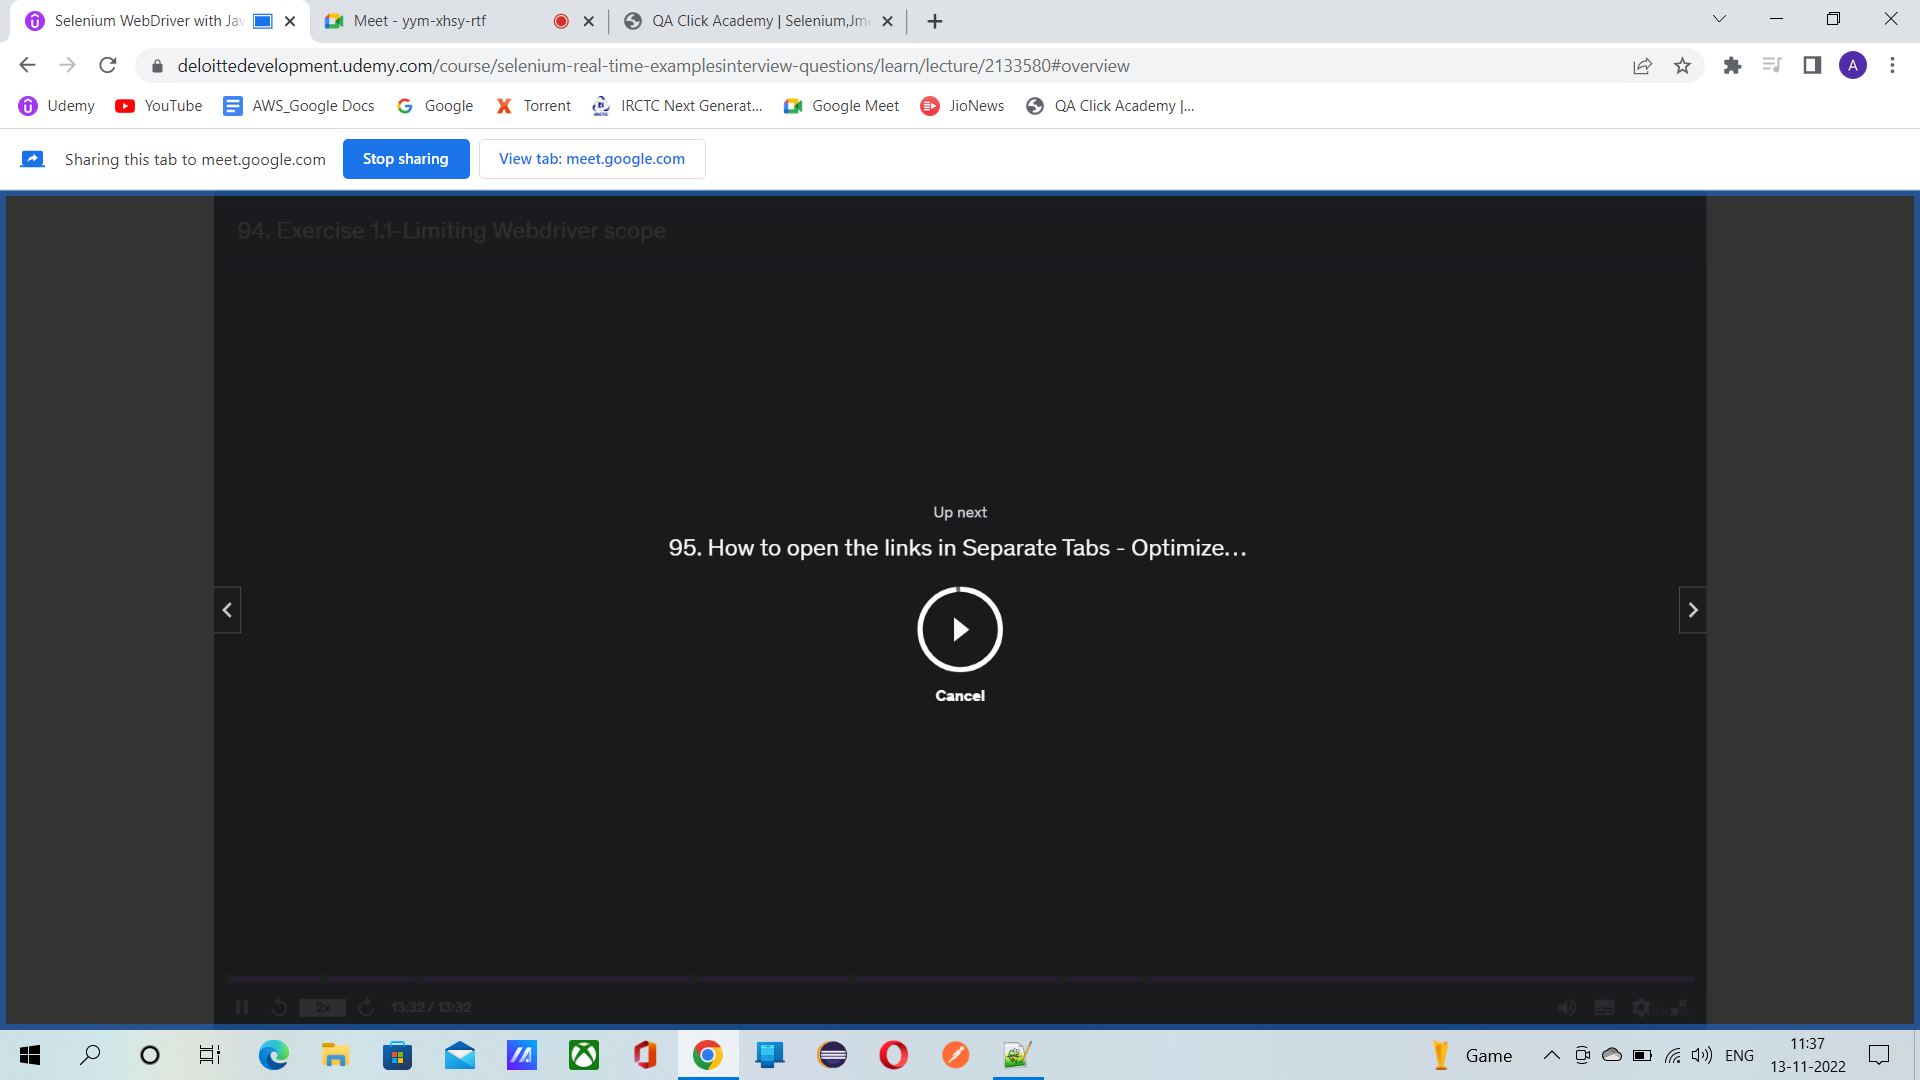 Selenium WebDriver with Jav
Meet - yym-xhsy-rtf
QA Click Academy | Selenium,Jme
deloittedevelopment.udemy.com/course/selenium-real-time-examplesinterview-questions/learn/lecture/2133580#overview
A
Udemy
YouTube
AWS_Google Docs
Google
Torrent
IRCTC Next Generat...
Google Meet
JioNews
QA Click Academy |...
Sharing this tab to meet.google.com
Stop sharing
View tab: meet.google.com
94. Exercise 1.1-Limiting Webdriver scope
Up next
95. How to open the links in Separate Tabs - Optimize...
Cancel
2x
13:32 / 13:32
Game
ENG
11:37
13-11-2022